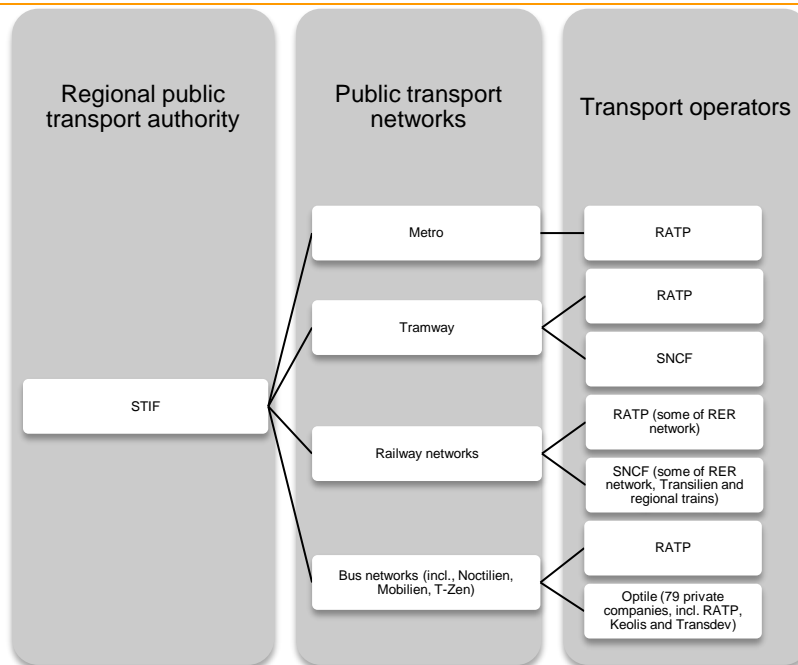 Regional public
transport authority
Public transport
networks
Transport operators
Metro
RATP
RATP
Tramway
SNCF
STIF
RATP (some of RER
network)
Railway networks
SNCF (some of RER
network, Transilien and
regional trains)
RATP
Bus networks (incl., Noctilien,
Mobilien, T-Zen)
Optile (79 private
companies, incl. RATP,
Keolis and Transdev)